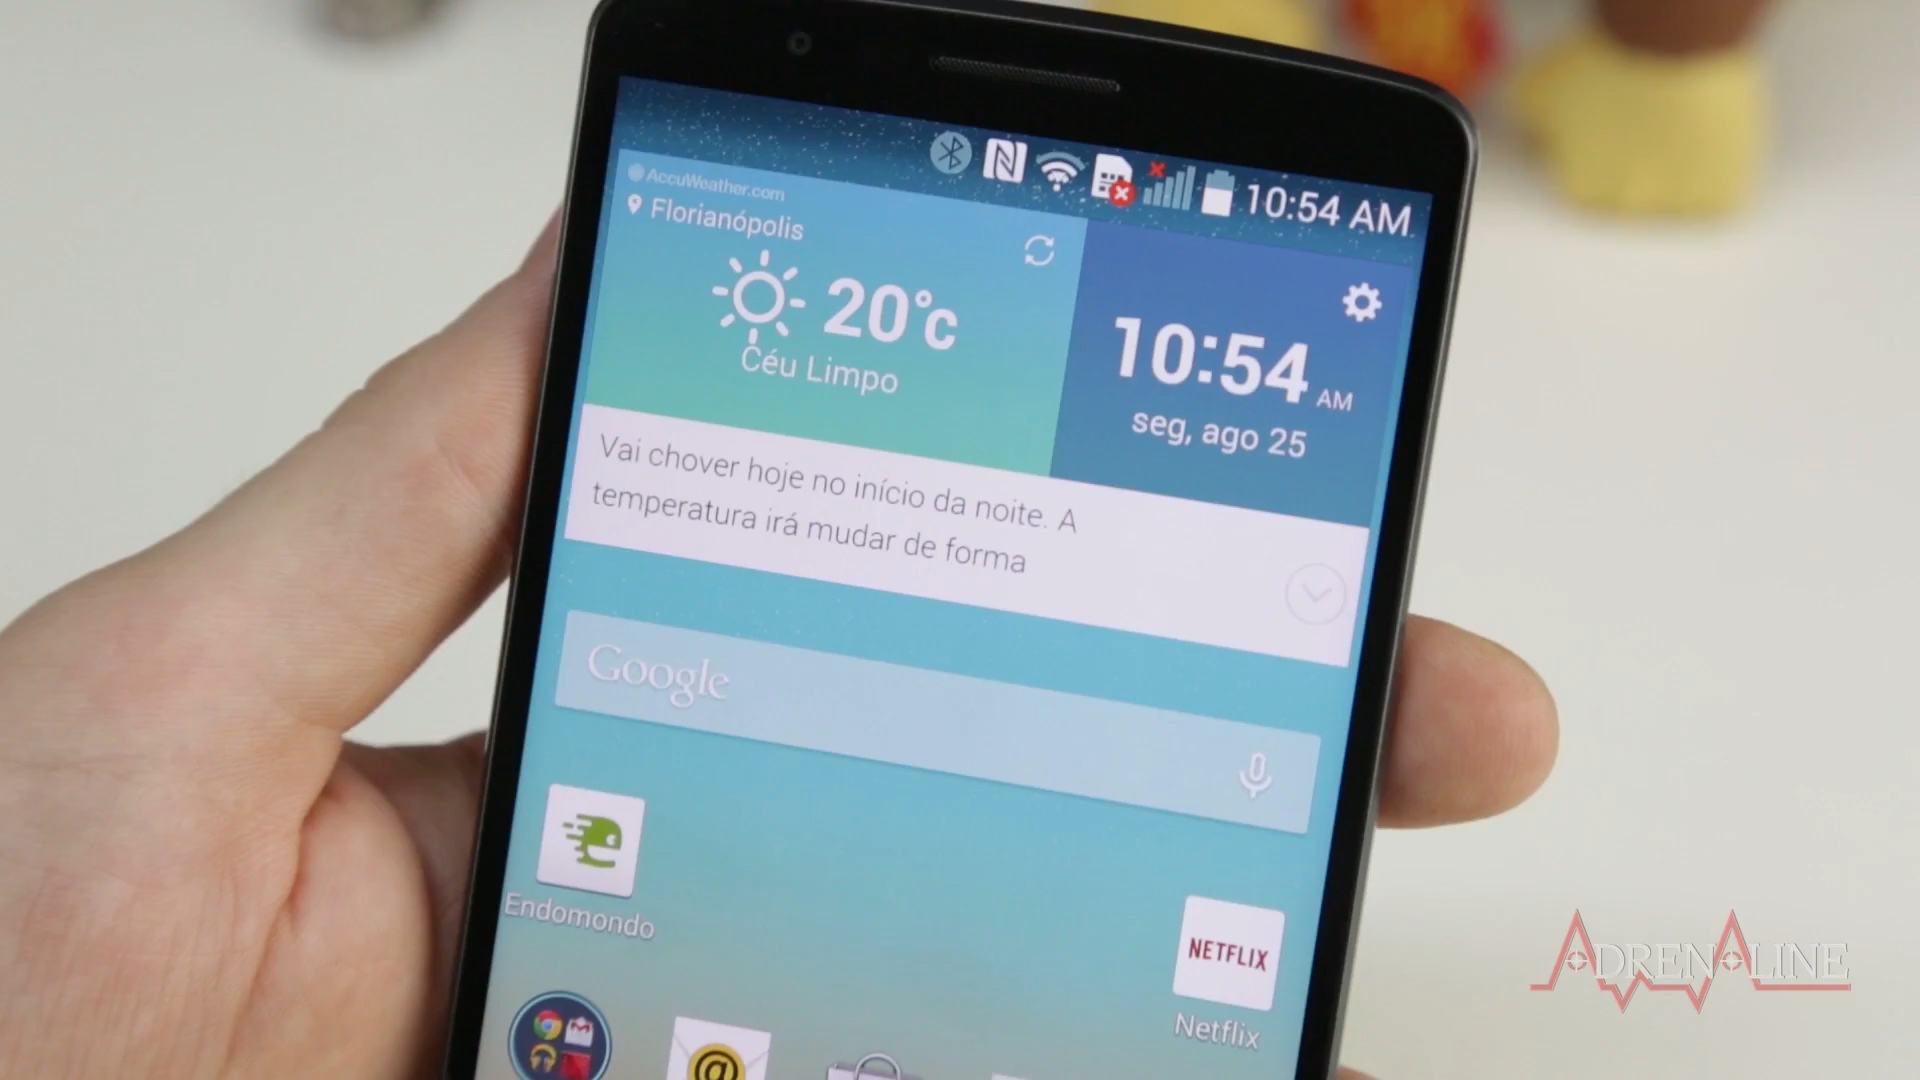 10:54 AM
AccuWeather.com
Florianópolis
20°c
Céu Limpo
10:54 AM
seg, ago 25
Vai chover hoje no início da noite. A
temperatura irá mudar de forma
Google
Endomondo
NETFLIX
Netflix
@
ADRENALINE